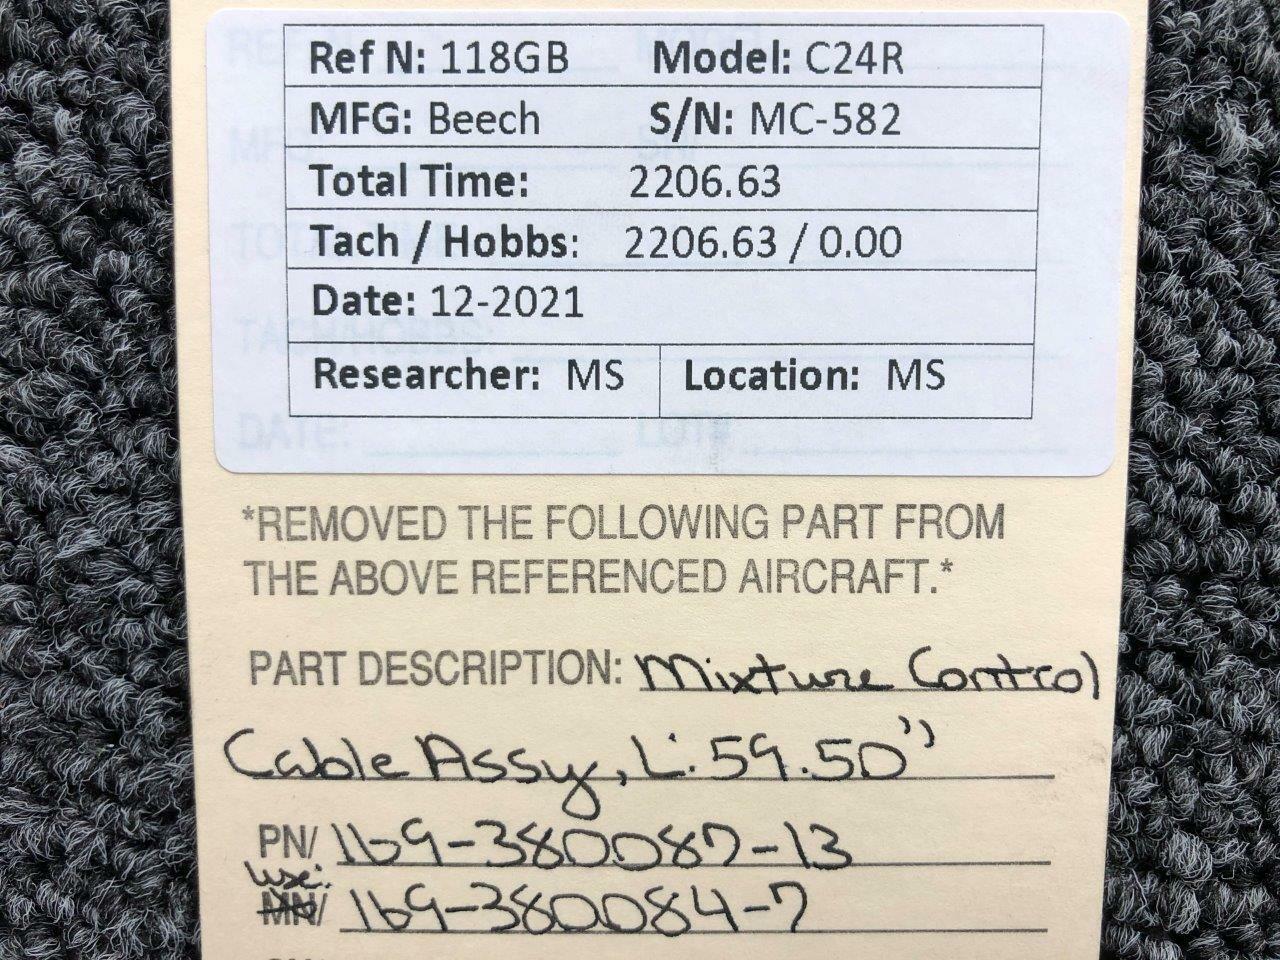 Ref N: 118GB Model: C24R
MFG: Beech S/N: MC-582
Total Time: 2206.63
Tach / Hobbs: 2206.63 / 0.00
Date: 12-2021
Researcher: MS Location: MS
*REMOVED THE FOLLOWING PART FROM
THE ABOVE REFERENCED AIRCRAFT.*
PART DESCRIPTION: Mixture Control
Cable Assy, L: 59.50"
PN/ 169-380087-13
use:
MN/ 169-380084-7